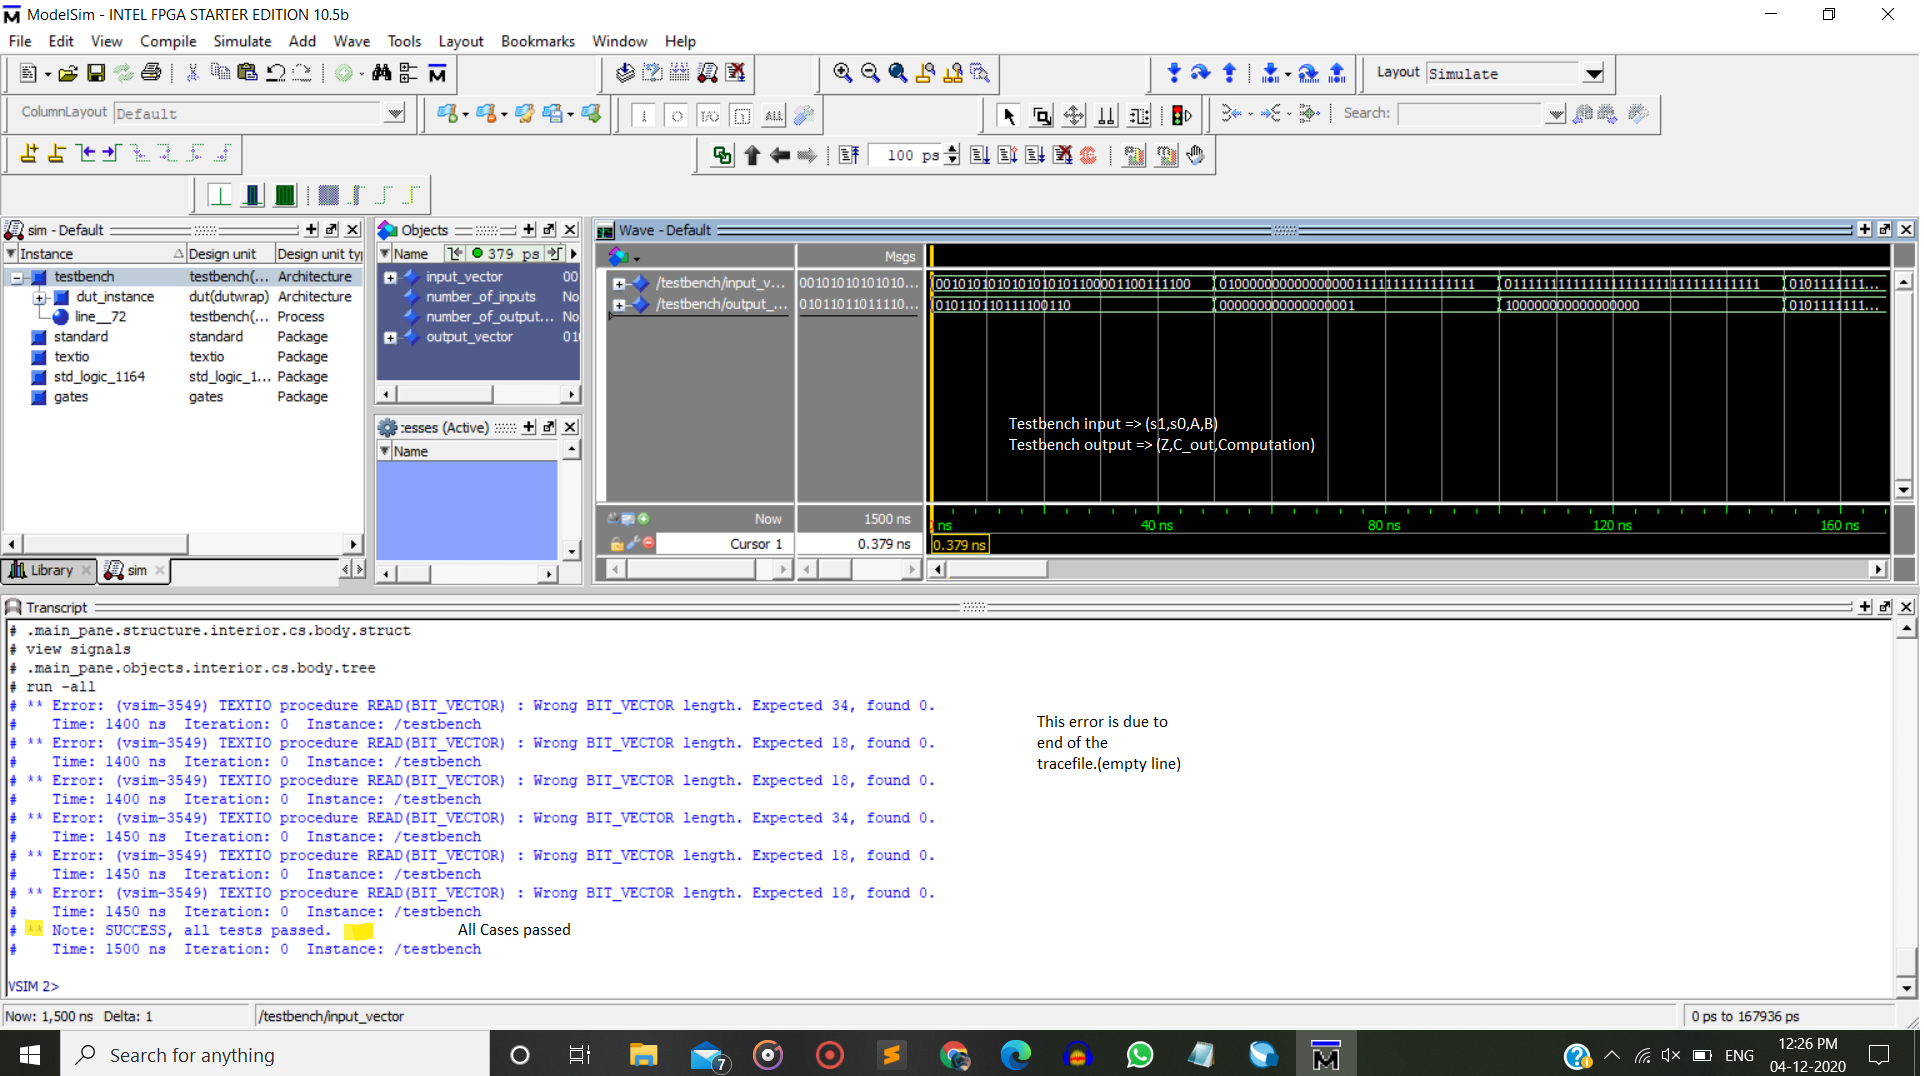 ModelSim - INTEL FPGA STARTER EDITION 10.5b
File Edit View Compile Simulate Add Wave Tools Layout Bookmarks Window Help
Layout Simulate
ColumnLayout Default
Search:
100 ps
sim - Default
Instance Design unit Design unit ty
testbench testbench(... Architecture
dut_instance dut(dutwrap) Architecture
line__72 testbench(... Process
standard standard Package
textio textio Package
std_logic_1164 std_logic_1... Package
gates gates Package
Library sim
Objects
Name 379 ps
input_vector 00
number_of_inputs No
number_of_output... No
output_vector 01
:esses (Active)
Name
Wave - Default
Msgs
/testbench/input_v... 001010101010101... 0010101010101010101100001100111100 0100000000000000001111111111111111 0111111111111111111111111111111111 0101111111...
/testbench/output_... 010110110111110... 010110110111100110 000000000000000001 100000000000000000 0101111111...
Testbench input => (s1,s0,A,B)
Testbench output => (Z,C_out,Computation)
Now 1500 ns
ns 40 ns 80 ns 120 ns 160 ns
Cursor 1 0.379 ns 0.379 ns
Transcript
# .main_pane.structure.interior.cs.body.struct
# view signals
# .main_pane.objects.interior.cs.body.tree
# run -all
# ** Error: (vsim-3549) TEXTIO procedure READ(BIT_VECTOR) : Wrong BIT_VECTOR length. Expected 34, found 0.
# Time: 1400 ns Iteration: 0 Instance: /testbench
# ** Error: (vsim-3549) TEXTIO procedure READ(BIT_VECTOR) : Wrong BIT_VECTOR length. Expected 18, found 0.
# Time: 1400 ns Iteration: 0 Instance: /testbench
# ** Error: (vsim-3549) TEXTIO procedure READ(BIT_VECTOR) : Wrong BIT_VECTOR length. Expected 18, found 0.
# Time: 1400 ns Iteration: 0 Instance: /testbench
# ** Error: (vsim-3549) TEXTIO procedure READ(BIT_VECTOR) : Wrong BIT_VECTOR length. Expected 34, found 0.
# Time: 1450 ns Iteration: 0 Instance: /testbench
# ** Error: (vsim-3549) TEXTIO procedure READ(BIT_VECTOR) : Wrong BIT_VECTOR length. Expected 18, found 0.
# Time: 1450 ns Iteration: 0 Instance: /testbench
# ** Error: (vsim-3549) TEXTIO procedure READ(BIT_VECTOR) : Wrong BIT_VECTOR length. Expected 18, found 0.
# Time: 1450 ns Iteration: 0 Instance: /testbench
# ** Note: SUCCESS, all tests passed.
# Time: 1500 ns Iteration: 0 Instance: /testbench
This error is due to
end of the
tracefile.(empty line)
All Cases passed
VSIM 2>
Now: 1,500 ns Delta: 1 /testbench/input_vector 0 ps to 167936 ps
Search for anything
7
ENG
12:26 PM
04-12-2020